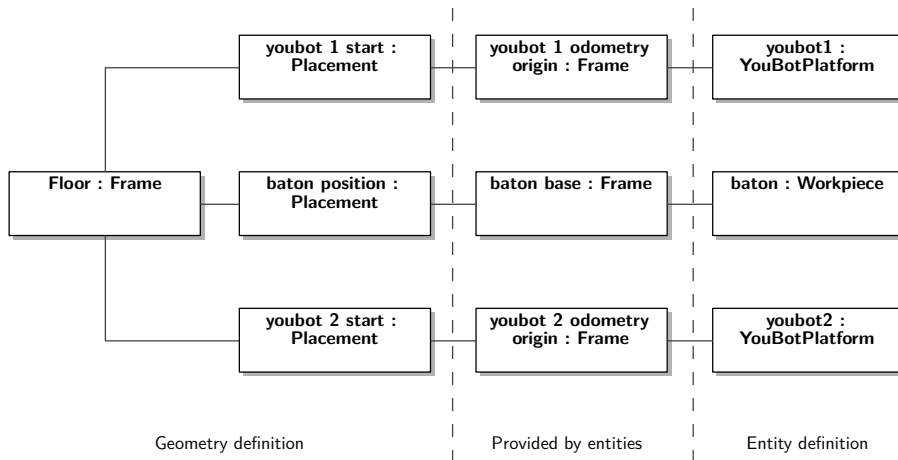 youbot 1 start :
Placement
youbot 1 odometry
origin : Frame
youbot1 :
YouBotPlatform
Floor : Frame
baton position :
Placement
baton base : Frame
baton : Workpiece
youbot 2 start :
Placement
youbot 2 odometry
origin : Frame
youbot2 :
YouBotPlatform
Geometry definition
Provided by entities
Entity definition